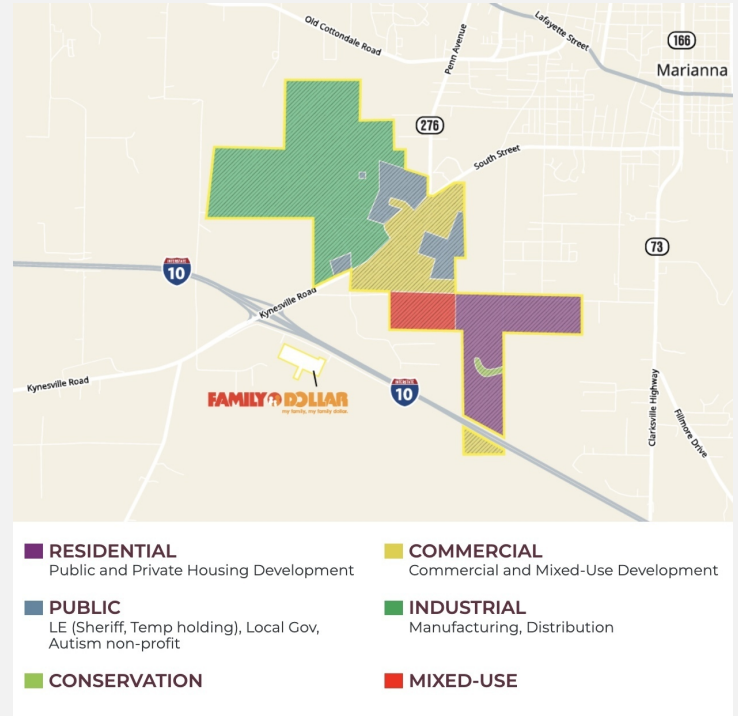 Old Cottondale Road
Penn Avenue
Lafayette Street
166
Marianna
276
South Street
73
INTERSTATE
10
Kynesville Road
FAMILY DOLLAR
my family, my family dollar.
INTERSTATE
10
Kynesville Road
Clarksville Highway
Fillmore Drive
RESIDENTIAL
Public and Private Housing Development
COMMERCIAL
Commercial and Mixed-Use Development
PUBLIC
LE (Sheriff, Temp holding), Local Gov,
Autism non-profit
INDUSTRIAL
Manufacturing, Distribution
CONSERVATION
MIXED-USE